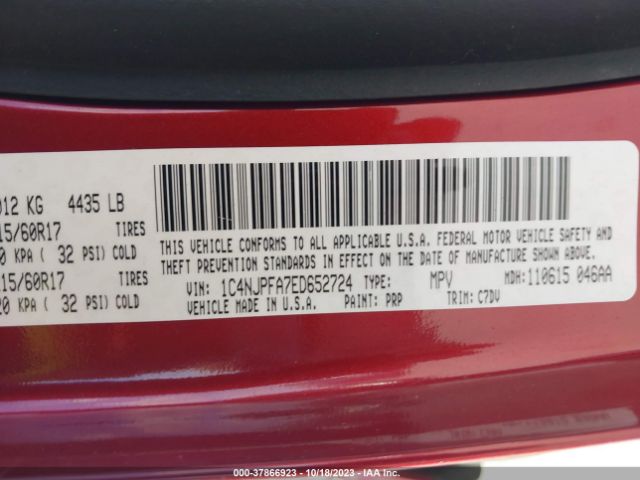 012 KG 4435 LB
15/60R17 TIRES
0 KPA ( 32 PSI) COLD
15/60R17 TIRES
20 KPA ( 32 PSI) COLD
THIS VEHICLE CONFORMS TO ALL APPLICABLE U.S.A. FEDERAL MOTOR VEHICLE SAFETY AND
THEFT PREVENTION STANDARDS IN EFFECT ON THE DATE OF MANUFACTURE SHOWN ABOVE.
VIN: 1C4NJPFA7ED652724 TYPE: MPV MDH: 110615 046AA
VEHICLE MADE IN U.S.A. PAINT: PRP TRIM: C7DV
000-37866923 - 10/18/2023 - IAA Inc.